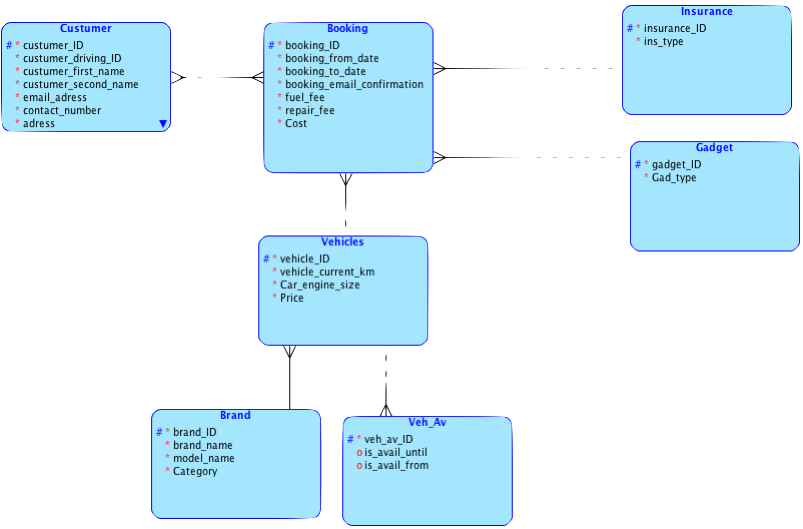 Custumer
# * custumer_ID
* custumer_driving_ID
* custumer_first_name
* custumer_second_name
* email_adress
* contact_number
* adress
Booking
# * booking_ID
* booking_from_date
* booking_to_date
* booking_email_confirmation
* fuel_fee
* repair_fee
* Cost
Insurance
# * insurance_ID
* ins_type
Gadget
# * gadget_ID
* Gad_type
Vehicles
# * vehicle_ID
* vehicle_current_km
* Car_engine_size
* Price
Brand
# * brand_ID
* brand_name
* model_name
* Category
Veh_Av
# * veh_av_ID
o is_avail_until
o is_avail_from